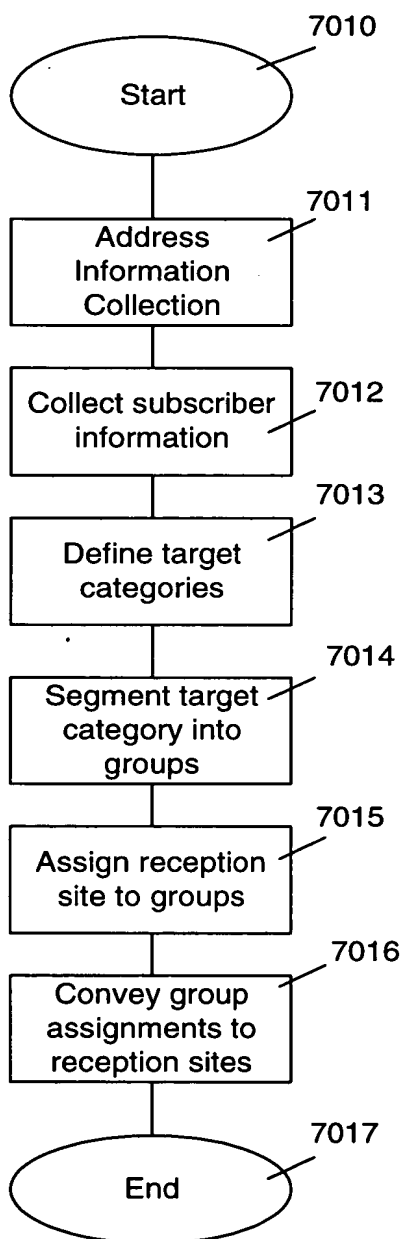 7010
Start
7011
Address
Information
Collection
7012
Collect subscriber
information
7013
Define target
categories
7014
Segment target
category into
groups
7015
Assign reception
site to groups
7016
Convey group
assignments to
reception sites
7017
End